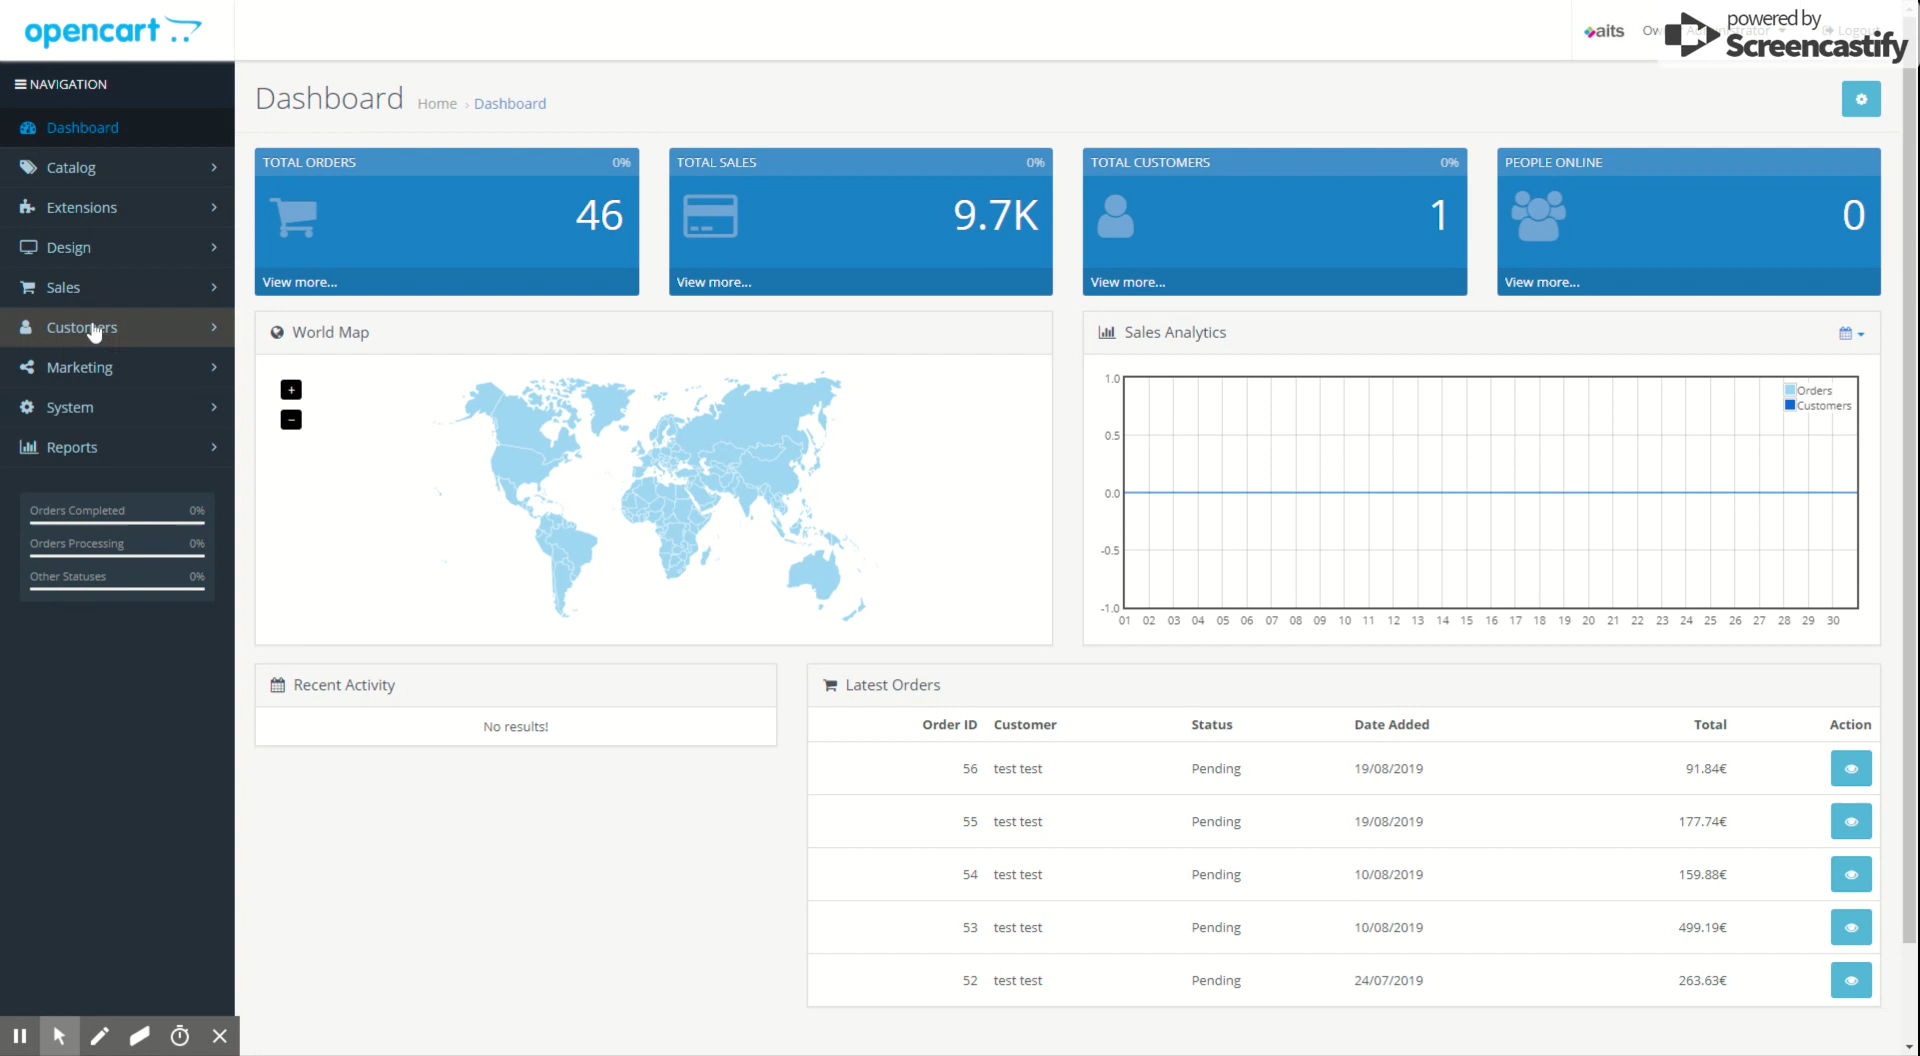 opencart
aits
powered by
Screencastify
NAVIGATION
Dashboard
Catalog
Extensions
Design
Sales
Customers
Marketing
System
Reports
Orders Completed 0%
Orders Processing 0%
Other Statuses 0%
Dashboard Home › Dashboard
TOTAL ORDERS 0%
46
View more...
TOTAL SALES 0%
9.7K
View more...
TOTAL CUSTOMERS 0%
1
View more...
PEOPLE ONLINE
0
View more...
World Map
+
−
Sales Analytics
Orders
Customers
1.0
0.5
0.0
-0.5
-1.0
01 02 03 04 05 06 07 08 09 10 11 12 13 14 15 16 17 18 19 20 21 22 23 24 25 26 27 28 29 30
Recent Activity
No results!
Latest Orders
Order ID Customer Status Date Added Total Action
56 test test Pending 19/08/2019 91.84€
55 test test Pending 19/08/2019 177.74€
54 test test Pending 10/08/2019 159.88€
53 test test Pending 10/08/2019 499.19€
52 test test Pending 24/07/2019 263.63€